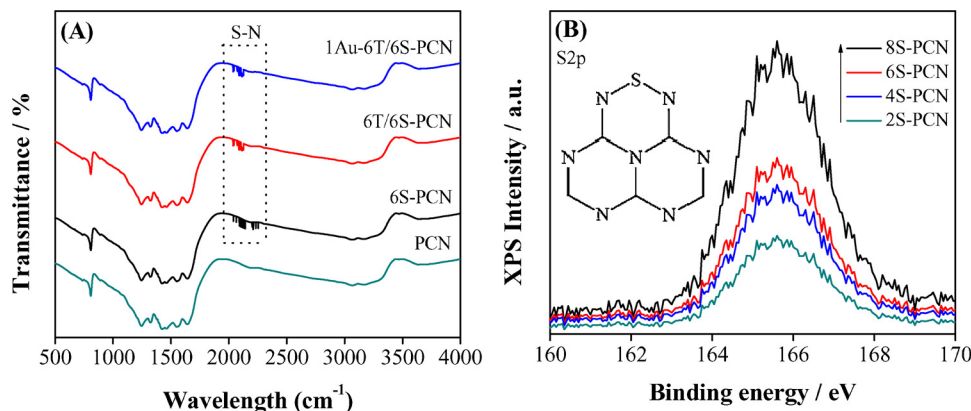 (A)
S-N
1Au-6T/6S-PCN
6T/6S-PCN
6S-PCN
PCN
Transmittance / %
500 1000 1500 2000 2500 3000 3500 4000
Wavelength (cm-1)
(B)
S2p
8S-PCN
6S-PCN
4S-PCN
2S-PCN
N S N
N N N
N N
XPS Intensity / a.u.
160 162 164 166 168 170
Binding energy / eV